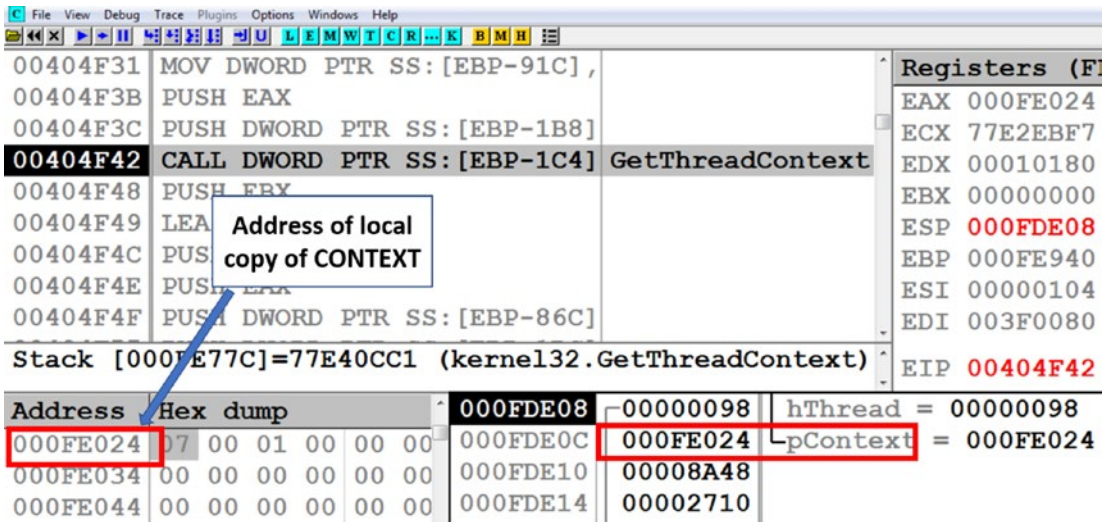 File View Debug Trace Plugins Options Windows Help
L E M W T C R ... K B M H
00404F31 MOV DWORD PTR SS:[EBP-91C],
00404F3B PUSH EAX
00404F3C PUSH DWORD PTR SS:[EBP-1B8]
00404F42 CALL DWORD PTR SS:[EBP-1C4] GetThreadContext
00404F48 PUSH EBX
00404F49 LEA
00404F4C PUS
00404F4E PUSH EAX
00404F4F PUSH DWORD PTR SS:[EBP-86C]
Address of local
copy of CONTEXT
Stack [000FE77C]=77E40CC1 (kernel32.GetThreadContext)
Registers (F
EAX 000FE024
ECX 77E2EBF7
EDX 00010180
EBX 00000000
ESP 000FDE08
EBP 000FE940
ESI 00000104
EDI 003F0080
EIP 00404F42
Address Hex dump
000FE024 07 00 01 00 00 00
000FE034 00 00 00 00 00 00
000FE044 00 00 00 00 00 00
000FDE08 00000098 hThread = 00000098
000FDE0C 000FE024 pContext = 000FE024
000FDE10 00008A48
000FDE14 00002710